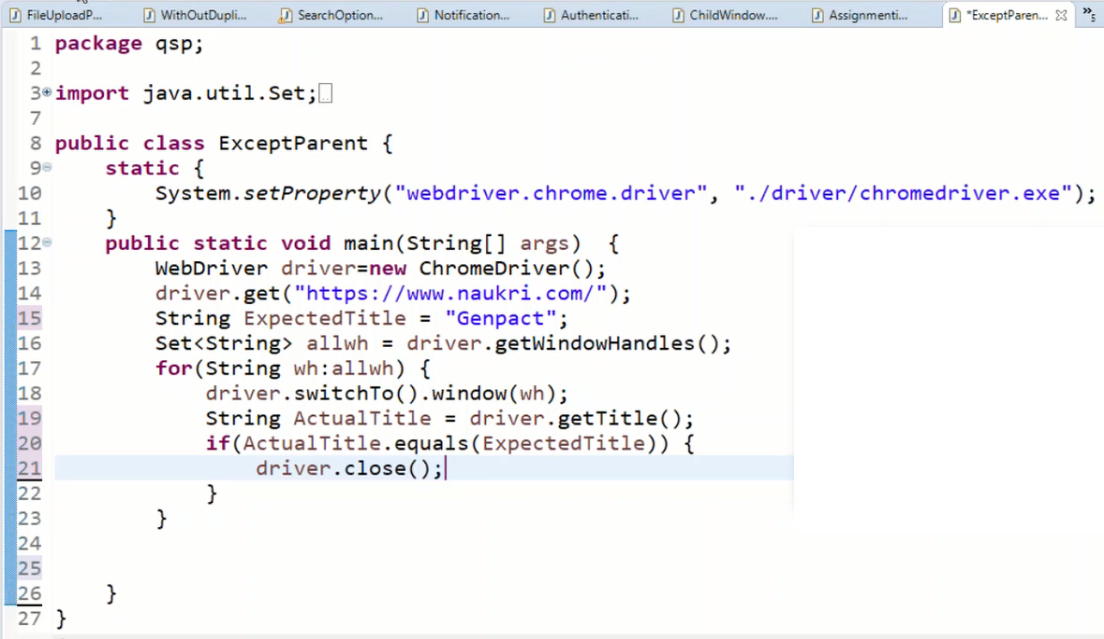 FileUploadP... WithOutDupli... SearchOption... Notification... Authenticati... ChildWindow.... Assignmenti... *ExceptParen... »5
1 package qsp;
2
3 import java.util.Set;
7
8 public class ExceptParent {
9 static {
10 System.setProperty("webdriver.chrome.driver", "./driver/chromedriver.exe");
11 }
12 public static void main(String[] args)  {
13 WebDriver driver=new ChromeDriver();
14 driver.get("https://www.naukri.com/");
15 String ExpectedTitle = "Genpact";
16 Set<String> allwh = driver.getWindowHandles();
17 for(String wh:allwh) {
18 driver.switchTo().window(wh);
19 String ActualTitle = driver.getTitle();
20 if(ActualTitle.equals(ExpectedTitle)) {
21 driver.close();
22 }
23 }
24
25
26 }
27 }